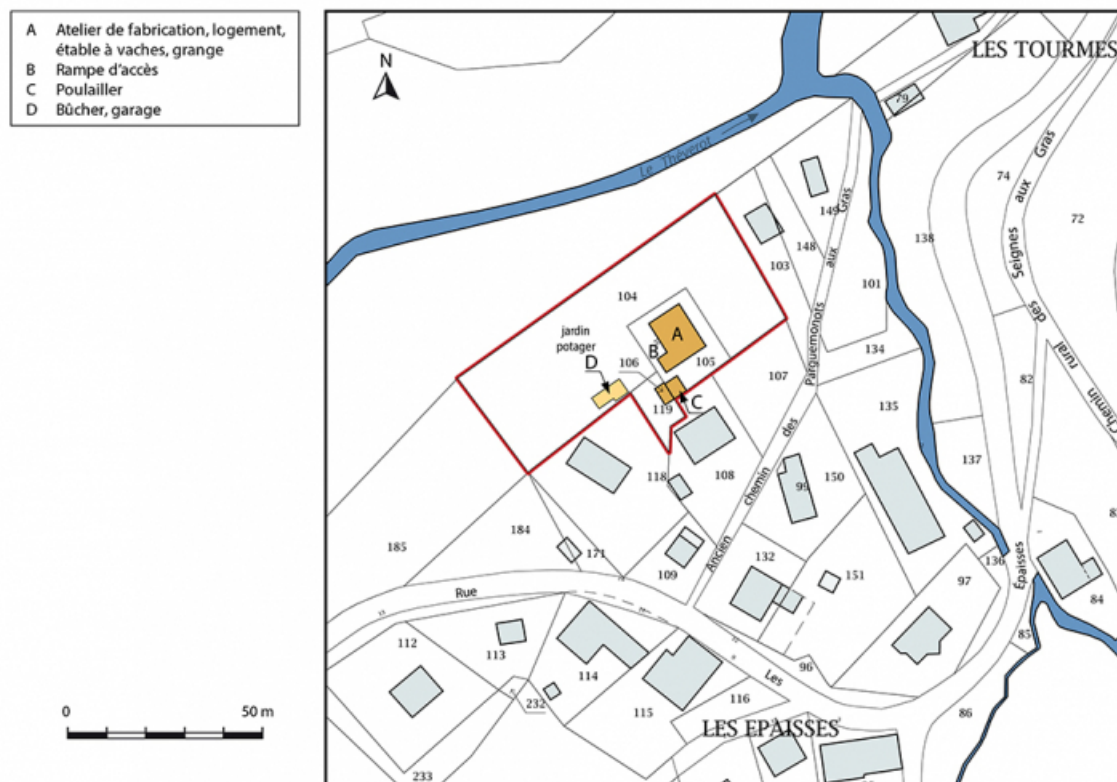 A Atelier de fabrication, logement,
étable à vaches, grange
B Rampe d'accès
C Poulailler
D Bûcher, garage
N
LES TOURMES
Le Théverot
79
74
72
149
148
103
101
138
104
jardin
potager
A
B
D
106
105
C
119
107
134
82
135
137
118
108
99
150
184
171
185
109
132
151
136
97
84
85
112
113
114
115
116
96
86
232
233
Ancien chemin des Parguemonots aux Gras
Chemin rural des Seignes aux Gras
Rue Les Épaisses
LES EPAISSES
0 50 m